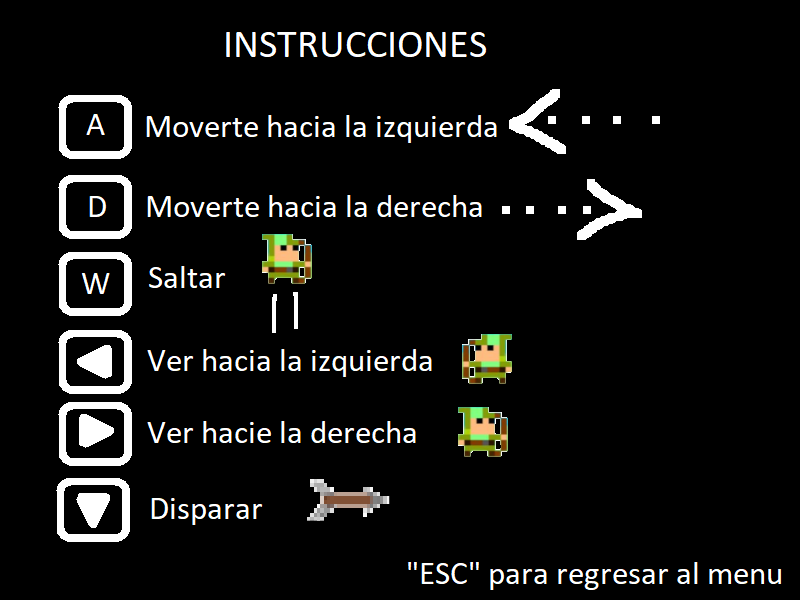 INSTRUCCIONES
A Moverte hacia la izquierda
D Moverte hacia la derecha
W Saltar
Ver hacia la izquierda
Ver hacie la derecha
Disparar
"ESC" para regresar al menu